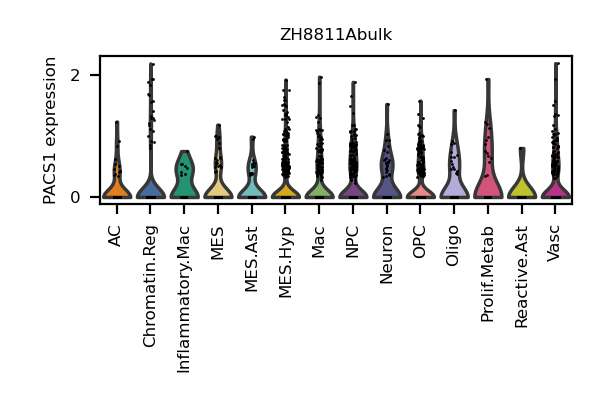 ZH8811Abulk
PACS1 expression
2
0
AC
Chromatin.Reg
Inflammatory.Mac
MES
MES.Ast
MES.Hyp
Mac
NPC
Neuron
OPC
Oligo
Prolif.Metab
Reactive.Ast
Vasc